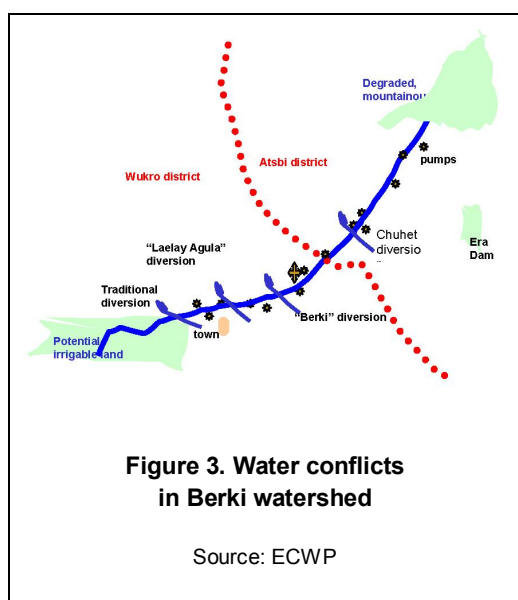 Degraded,
mountainou
pumps
Atsbi district
Wukro district
Chuhet
diversio
"
Era
Dam
"Laelay Agula"
diversion
Traditional
diversion
"Berki" diversion
town
Potential
irrigable land
Figure 3. Water conflicts
in Berki watershed
Source: ECWP